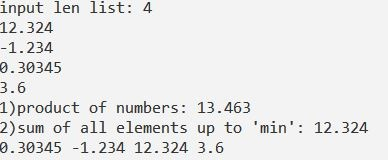 input len list: 4
12.324
-1.234
0.30345
3.6
1)product of numbers: 13.463
2)sum of all elements up to 'min': 12.324
0.30345 -1.234 12.324 3.6